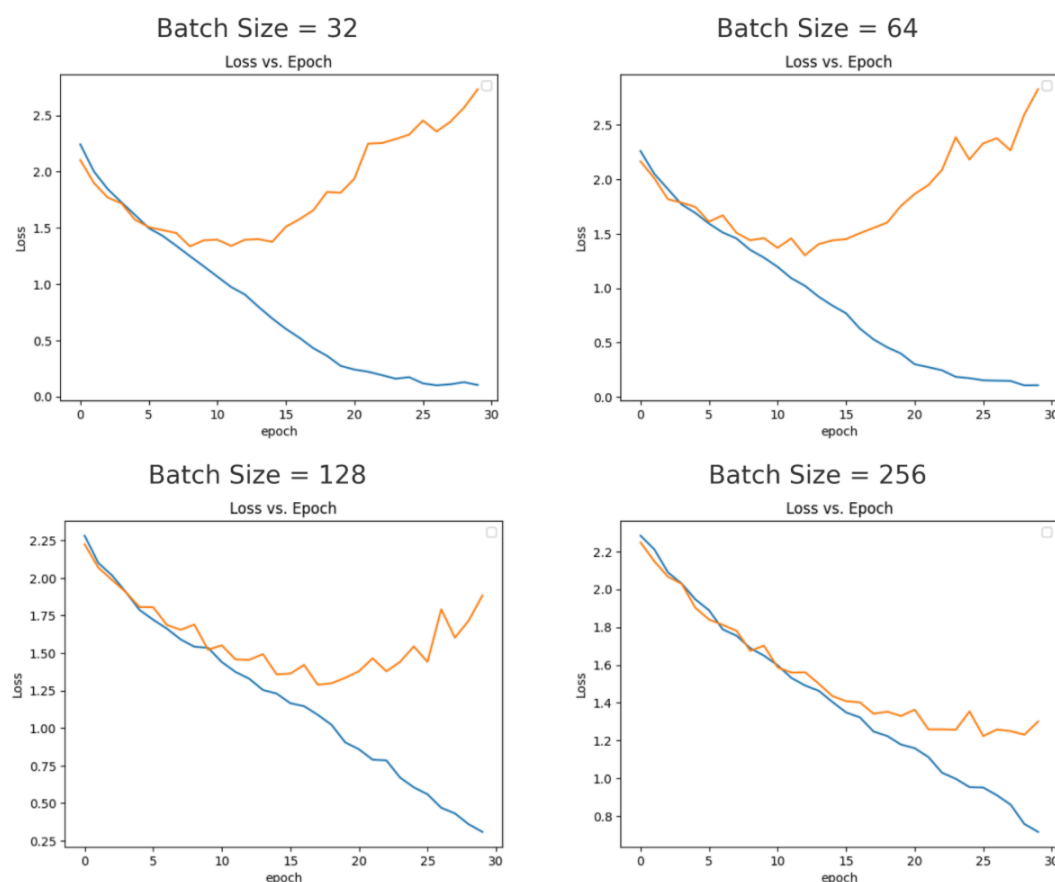 Batch Size = 32
Loss vs. Epoch
2.5
2.0
1.5
1.0
0.5
0.0
Loss
0 5 10 15 20 25 30
epoch
Batch Size = 64
Loss vs. Epoch
2.5
2.0
1.5
1.0
0.5
0.0
Loss
0 5 10 15 20 25 30
epoch
Batch Size = 128
Loss vs. Epoch
2.25
2.00
1.75
1.50
1.25
1.00
0.75
0.50
0.25
Loss
0 5 10 15 20 25 30
epoch
Batch Size = 256
Loss vs. Epoch
2.2
2.0
1.8
1.6
1.4
1.2
1.0
0.8
Loss
0 5 10 15 20 25 30
epoch